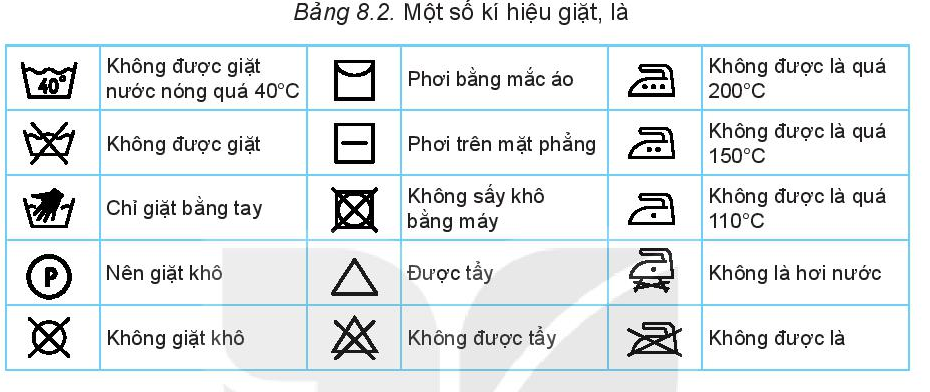 Bảng 8.2. Một số kí hiệu giặt, là
40°
Không được giặt
nước nóng quá 40°C
Phơi bằng mắc áo
Không được là quá
200°C
Không được giặt
Phơi trên mặt phẳng
Không được là quá
150°C
Chỉ giặt bằng tay
Không sấy khô
bằng máy
Không được là quá
110°C
P
Nên giặt khô
Được tẩy
Không là hơi nước
Không giặt khô
Không được tẩy
Không được là